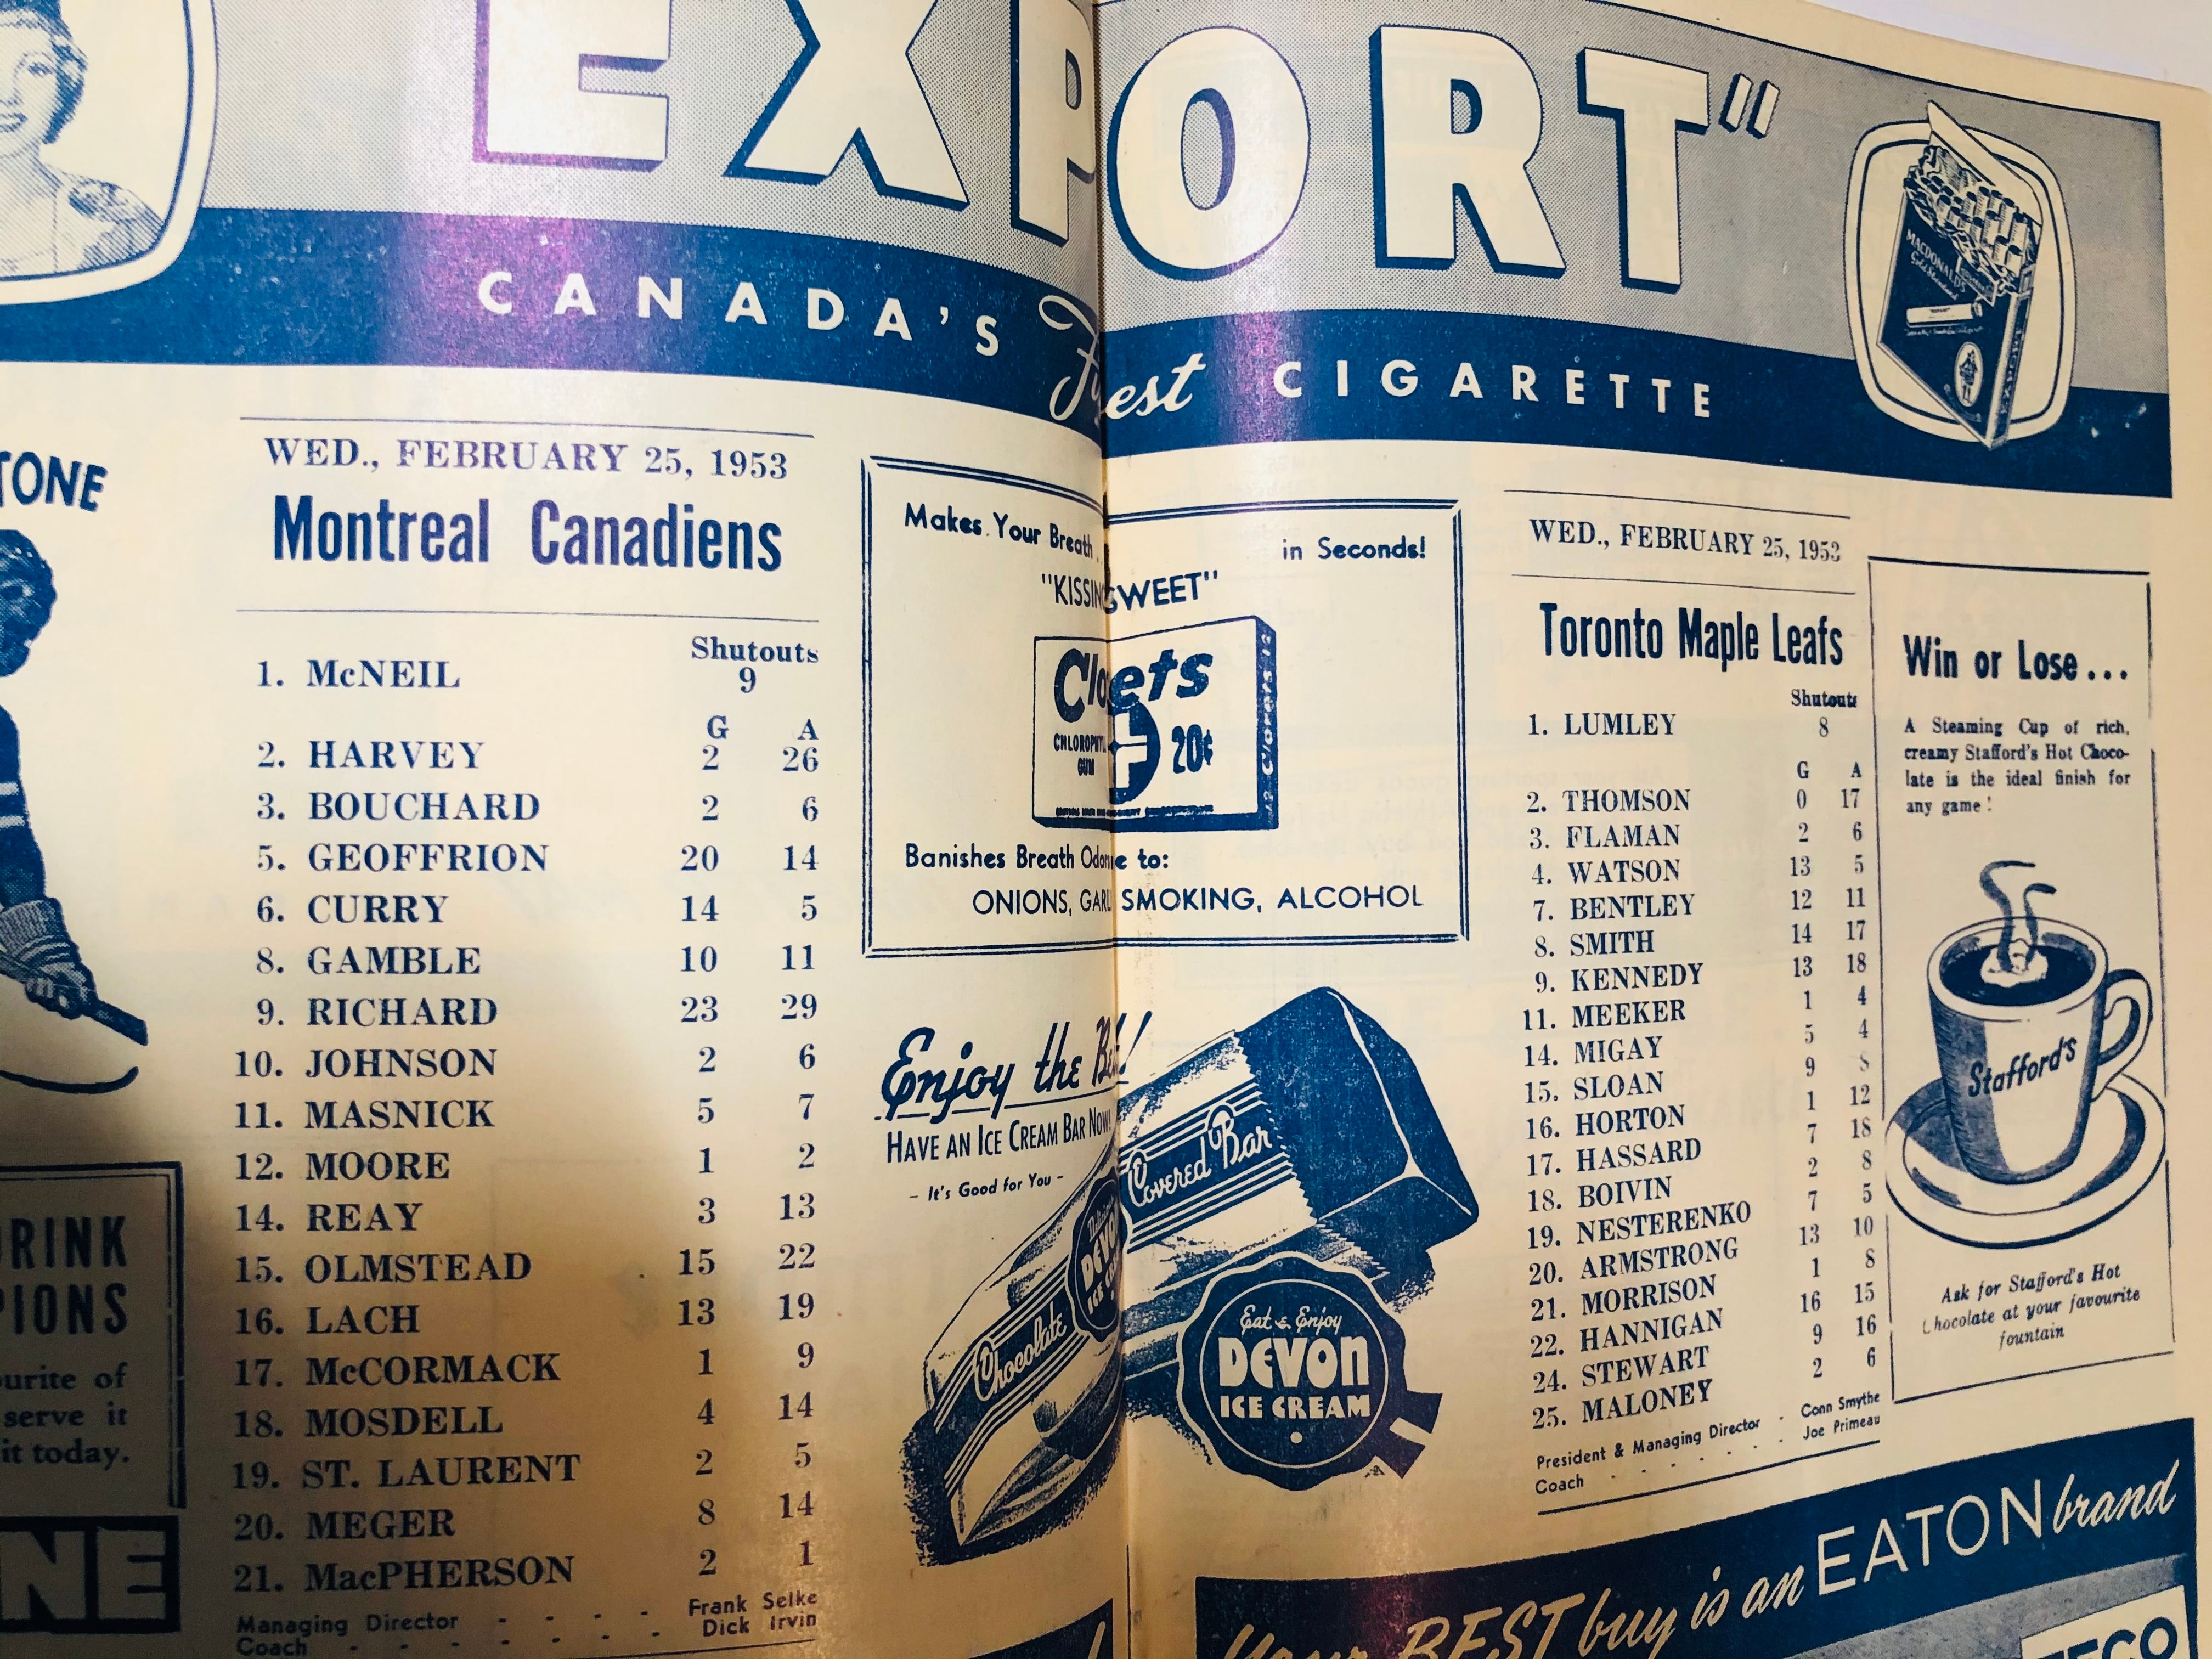 EXPORT"
CANADA'S Finest CIGARETTE
MACDONALD'S
Gold Standard
TONE
RINK
PIONS
urite of
serve it
it today.
NE
WED., FEBRUARY 25, 1953
Montreal Canadiens
Shutouts
1. McNEIL 9
G A
2. HARVEY 2 26
3. BOUCHARD 2 6
5. GEOFFRION 20 14
6. CURRY 14 5
8. GAMBLE 10 11
9. RICHARD 23 29
10. JOHNSON 2 6
11. MASNICK 5 7
12. MOORE 1 2
14. REAY 3 13
15. OLMSTEAD 15 22
16. LACH 13 19
17. McCORMACK 1 9
18. MOSDELL 4 14
19. ST. LAURENT 2 5
20. MEGER 8 14
21. MacPHERSON 2 1
Managing Director - - - - Frank Selke
Coach - - - - - - - Dick Irvin
Makes Your Breath in Seconds!
"KISSING SWEET"
Clorets
CHLOROPHYLL
GUM
20¢
Clorets 12
Banishes Breath Odors due to:
ONIONS, GARLIC, SMOKING, ALCOHOL
Enjoy the Best!
HAVE AN ICE CREAM BAR NOW!
- It's Good for You -
Chocolate
Covered Bar
DEVON
ICE CREAM
Eat & Enjoy
DEVON
ICE CREAM
WED., FEBRUARY 25, 1953
Toronto Maple Leafs
Shutouts
1. LUMLEY 8
G A
2. THOMSON 0 17
3. FLAMAN 2 6
4. WATSON 13 5
7. BENTLEY 12 11
8. SMITH 14 17
9. KENNEDY 13 18
11. MEEKER 1 4
14. MIGAY 5 4
15. SLOAN 9 8
16. HORTON 1 12
17. HASSARD 7 18
18. BOIVIN 2 8
19. NESTERENKO 7 5
20. ARMSTRONG 13 10
21. MORRISON 1 8
22. HANNIGAN 16 15
24. STEWART 9 16
25. MALONEY 2 6
President & Managing Director - Conn Smythe
Coach - - - - - - Joe Primeau
Win or Lose...
A Steaming Cup of rich,
creamy Stafford's Hot Choco-
late is the ideal finish for
any game!
Stafford's
Ask for Stafford's Hot
Chocolate at your favourite
fountain
Your BEST buy is an EATON brand
TECO